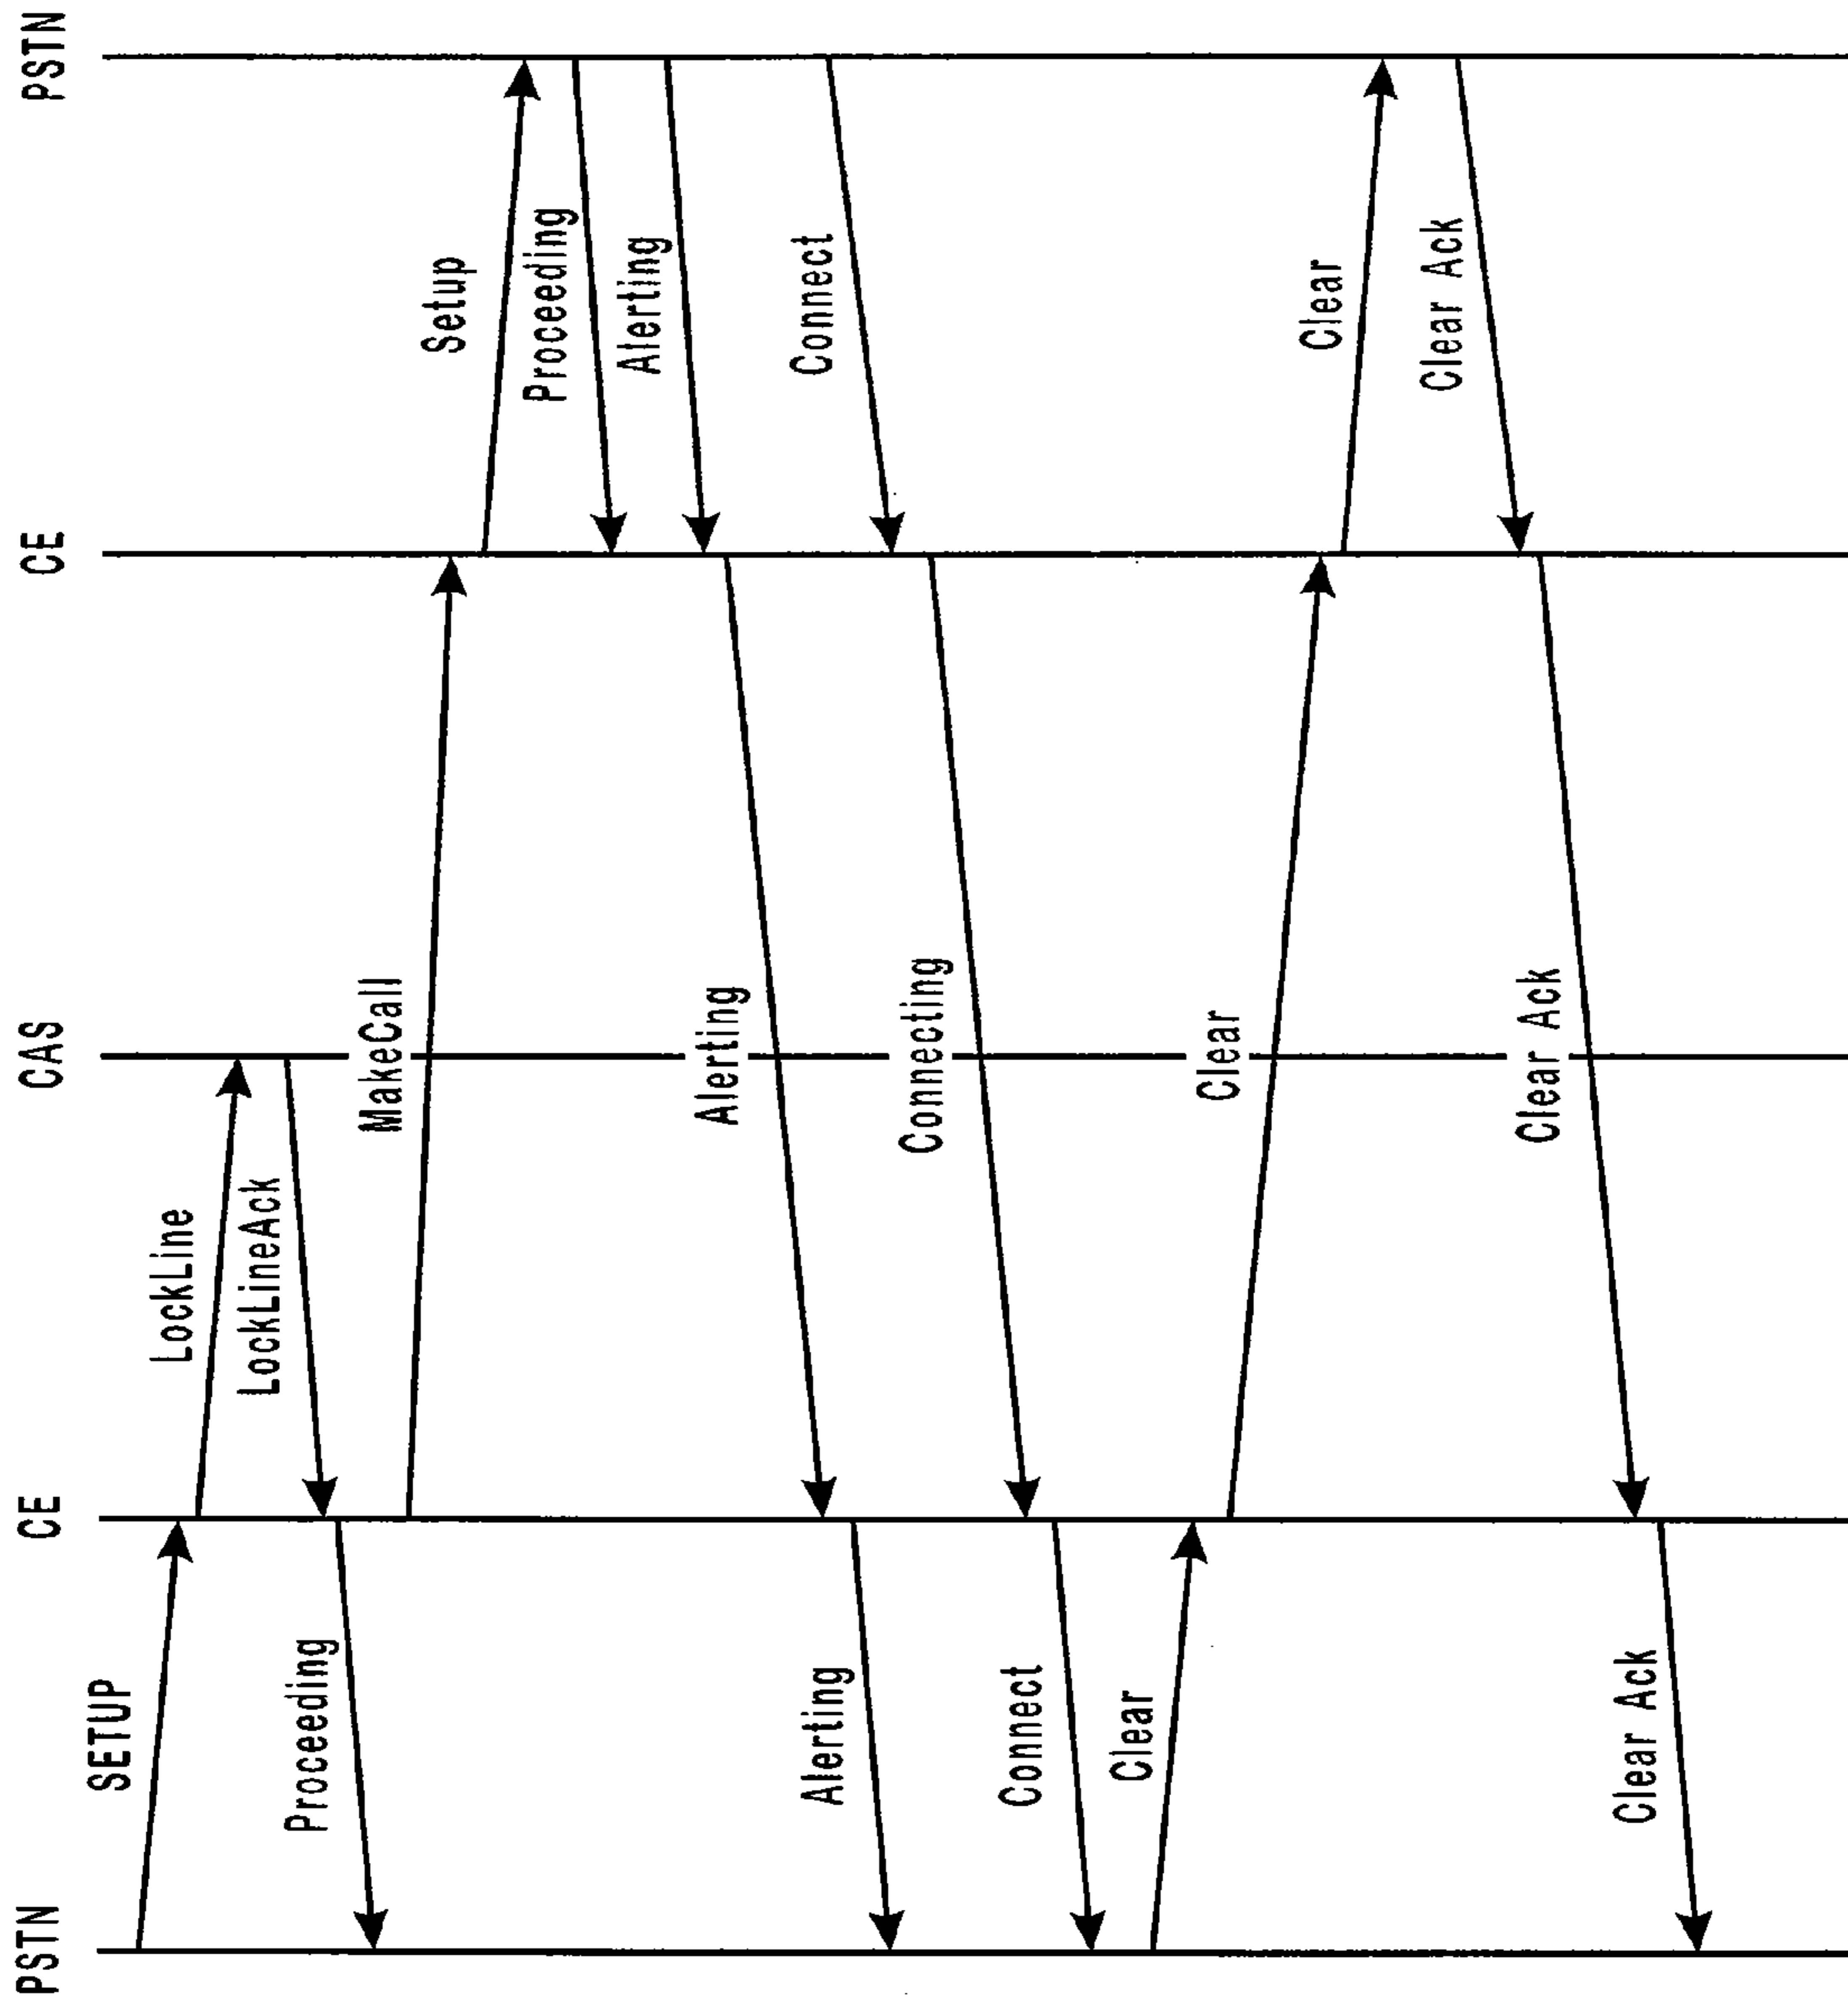 PSTN
CE
CAS
CE
PSTN
SETUP
LockLine
LockLineAck
Proceeding
MakeCall
Setup
Proceeding
Alerting
Alerting
Alerting
Connect
Connecting
Connect
Clear
Clear
Clear
Clear Ack
Clear Ack
Clear Ack